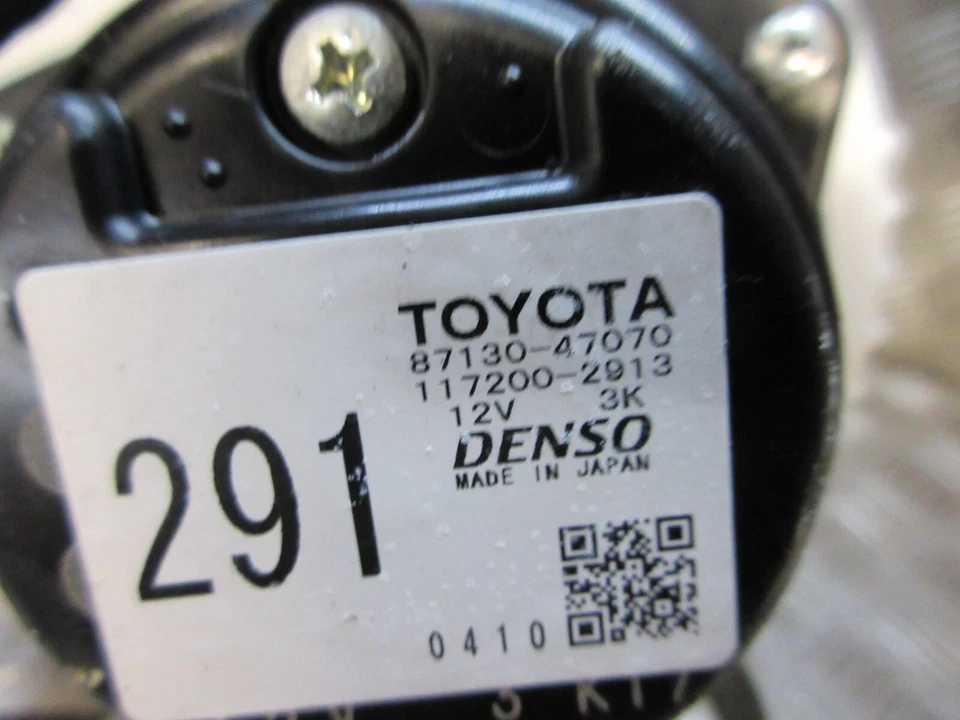 TOYOTA
87130-47070
117200-2913
12V 3K
DENSO
MADE IN JAPAN
291
0410